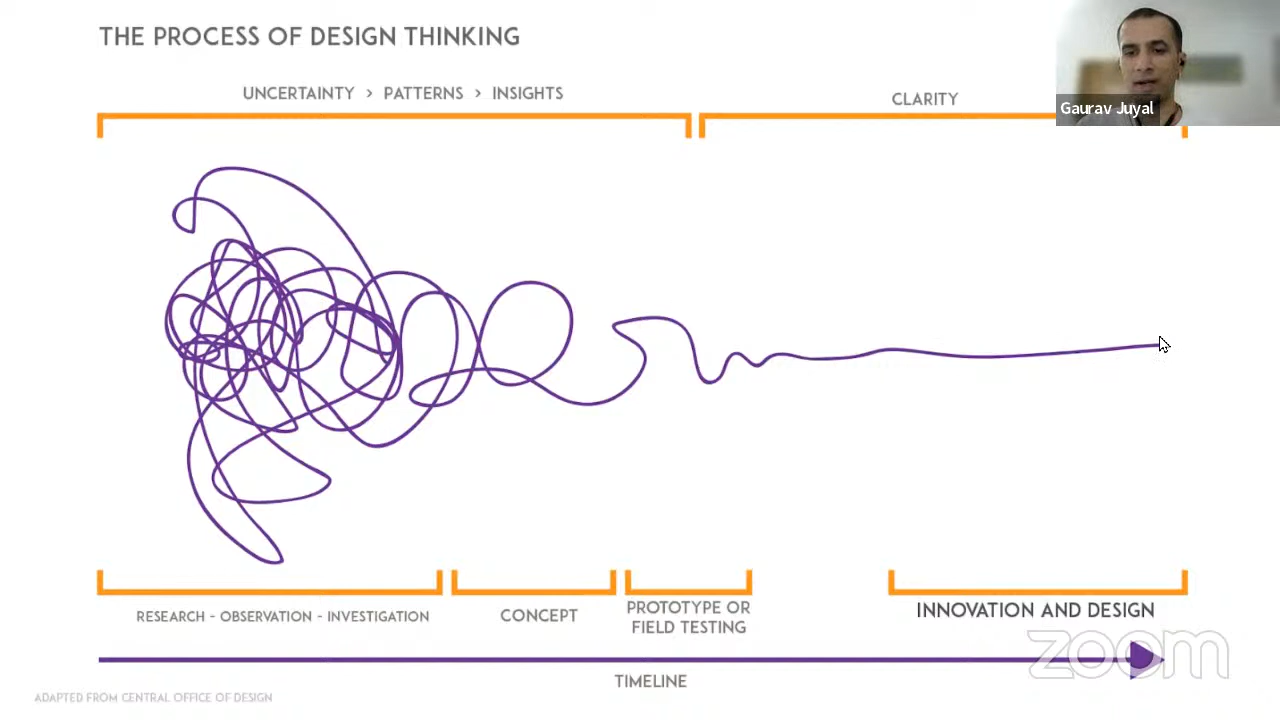 THE PROCESS OF DESIGN THINKING
UNCERTAINTY > PATTERNS > INSIGHTS
CLARITY
Gaurav Juyal
RESEARCH - OBSERVATION - INVESTIGATION
CONCEPT
PROTOTYPE OR
FIELD TESTING
INNOVATION AND DESIGN
zoom
TIMELINE
ADAPTED FROM CENTRAL OFFICE OF DESIGN